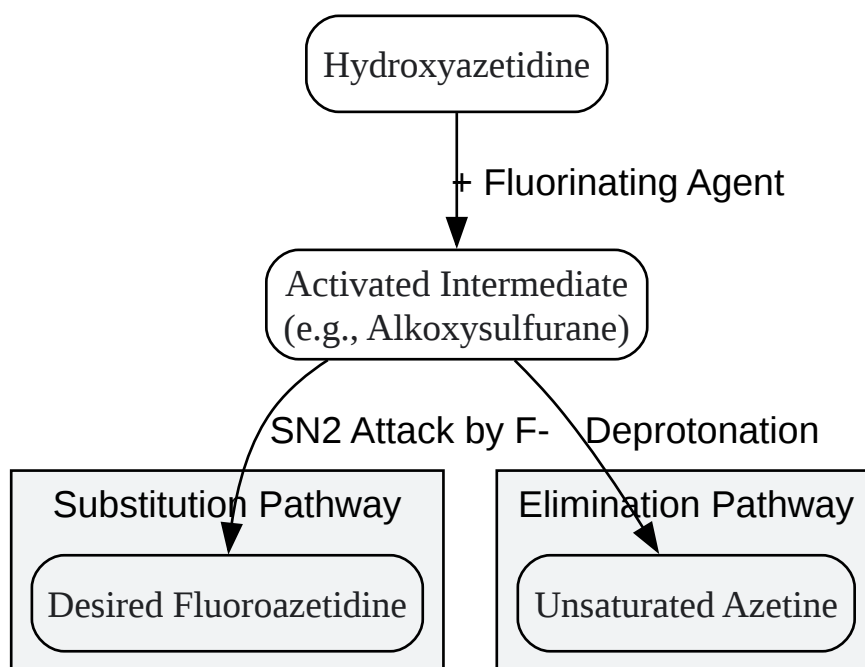 Hydroxyazetidine
+ Fluorinating Agent
Activated Intermediate
(e.g., Alkoxysulfurane)
SN2 Attack by F-
Deprotonation
Substitution Pathway
Elimination Pathway
Desired Fluoroazetidine
Unsaturated Azetine